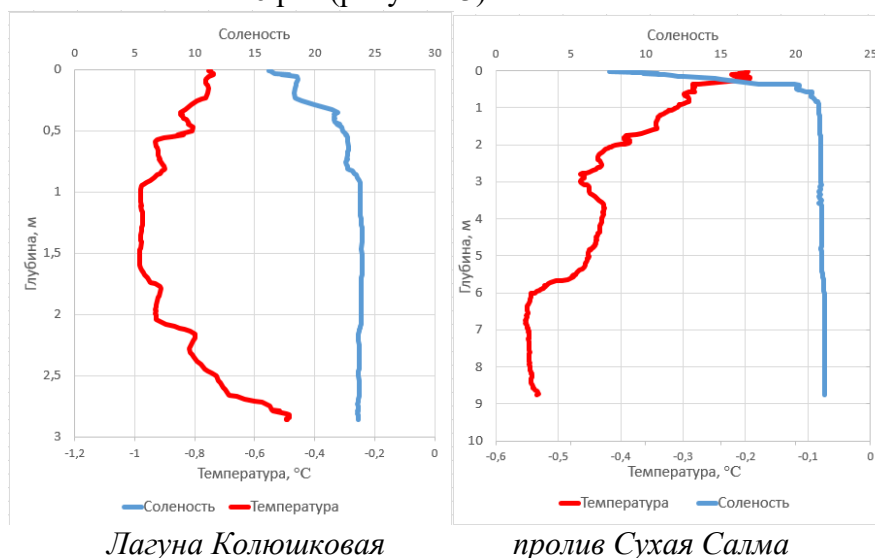 Соленость
0 5 10 15 20 25 30
0
0,5
1
1,5
2
2,5
3
Глубина, м
-1,2 -1 -0,8 -0,6 -0,4 -0,2 0
Температура, °C
Соленость Температура
Соленость
0 5 10 15 20 25
0
1
2
3
4
5
6
7
8
9
10
Глубина, м
-0,6 -0,5 -0,4 -0,3 -0,2 -0,1 0
Температура, °C
Температура Соленость
Лагуна Колюшковая пролив Сухая Салма